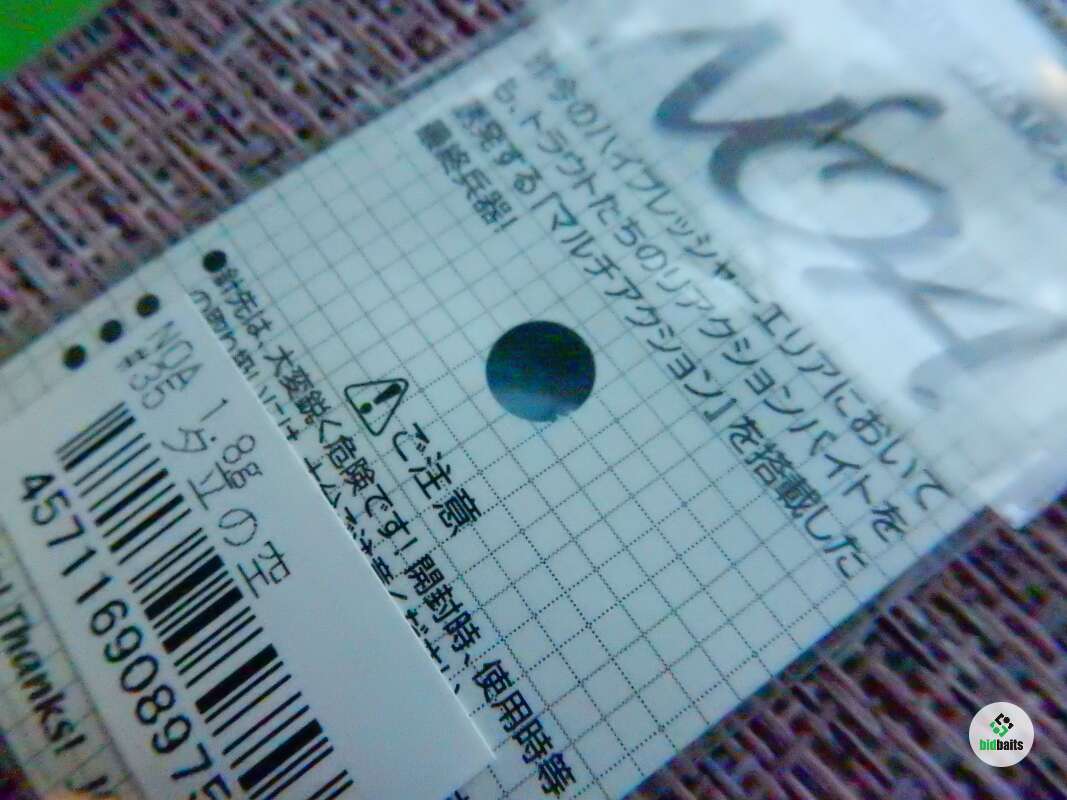 NOA
昨今のハイプレッシャーエリアにおいて
も、トラウトたちのリアクションバイトを
誘発する「マルチアクション」を搭載した
最終兵器!
ご注意
●針先は、大変鋭く危険です!開封時、使用時等
NOA 1.8g
#35
の空
457116908975
Thanks!
bidbaits